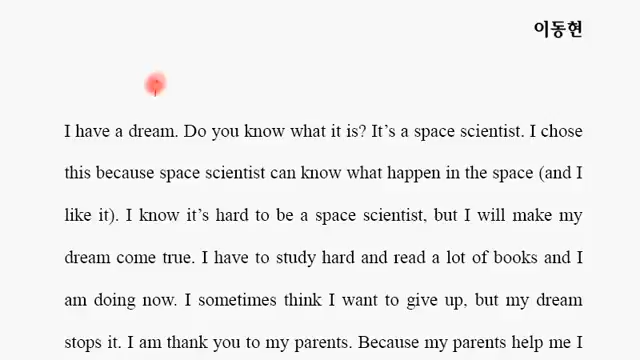 이동현
I have a dream. Do you know what it is? It's a space scientist. I chose
this because space scientist can know what happen in the space (and I
like it). I know it's hard to be a space scientist, but I will make my
dream come true. I have to study hard and read a lot of books and I
am doing now. I sometimes think I want to give up, but my dream
stops it. I am thank you to my parents. Because my parents help me I